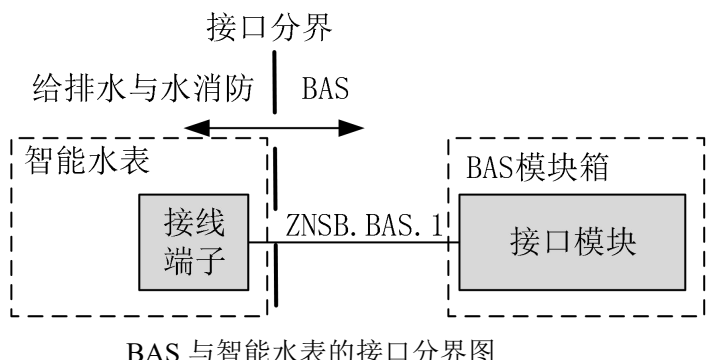 接口分界
给排水与水消防 BAS
智能水表
BAS模块箱
接线
端子
ZNSB.BAS.1
接口模块
BAS 与智能水表的接口分界图